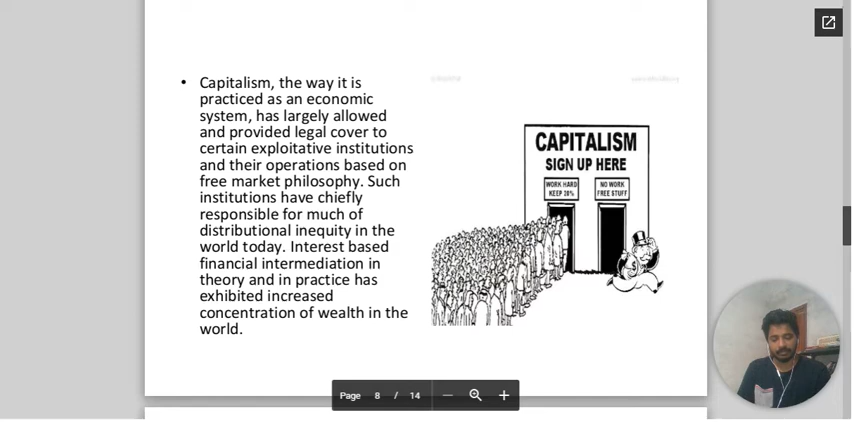 • Capitalism, the way it is
practiced as an economic
system, has largely allowed
and provided legal cover to
certain exploitative institutions
and their operations based on
free market philosophy. Such
institutions have chiefly
responsible for much of
distributional inequity in the
world today. Interest based
financial intermediation in
theory and in practice has
exhibited increased
concentration of wealth in the
world.
CAPITALISM
SIGN UP HERE
WORK HARD
KEEP 20%
NO WORK
FREE STUFF
Page 8 / 14